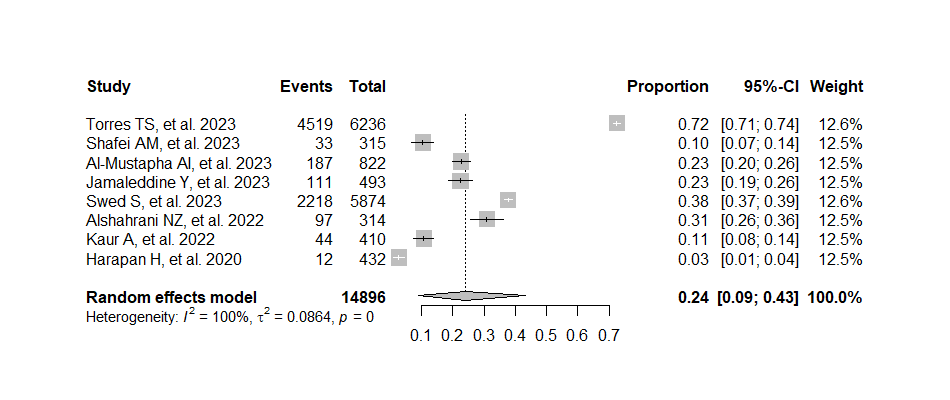 Study Events Total Proportion 95%-CI Weight
Torres TS, et al. 2023 4519 6236 0.72 [0.71; 0.74] 12.6%
Shafei AM, et al. 2023 33 315 0.10 [0.07; 0.14] 12.5%
Al-Mustapha AI, et al. 2023 187 822 0.23 [0.20; 0.26] 12.5%
Jamaleddine Y, et al. 2023 111 493 0.23 [0.19; 0.26] 12.5%
Swed S, et al. 2023 2218 5874 0.38 [0.37; 0.39] 12.6%
Alshahrani NZ, et al. 2022 97 314 0.31 [0.26; 0.36] 12.5%
Kaur A, et al. 2022 44 410 0.11 [0.08; 0.14] 12.5%
Harapan H, et al. 2020 12 432 0.03 [0.01; 0.04] 12.5%
Random effects model 14896 0.24 [0.09; 0.43] 100.0%
Heterogeneity: I² = 100%, τ² = 0.0864, p = 0
0.1 0.2 0.3 0.4 0.5 0.6 0.7